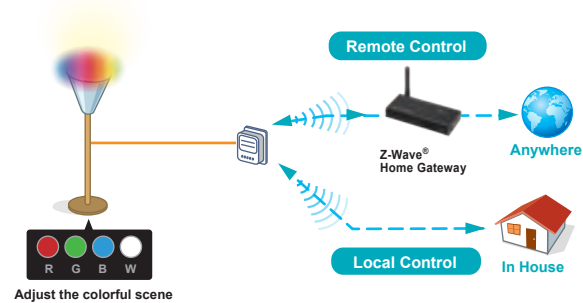 Remote Control
Z-Wave®
Home Gateway
Anywhere
R G B W
Local Control
In House
Adjust the colorful scene